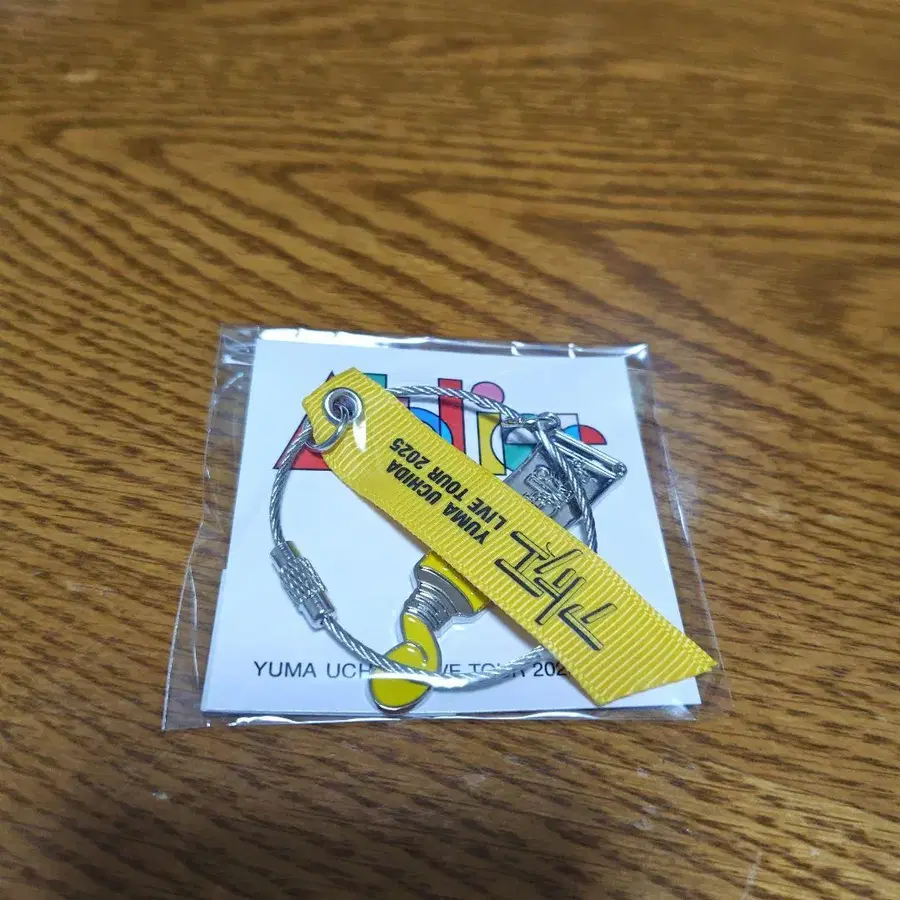 アトリエ
YUMA UCHIDA
LIVE TOUR 2025
YUMA UCH VE TOUR 202